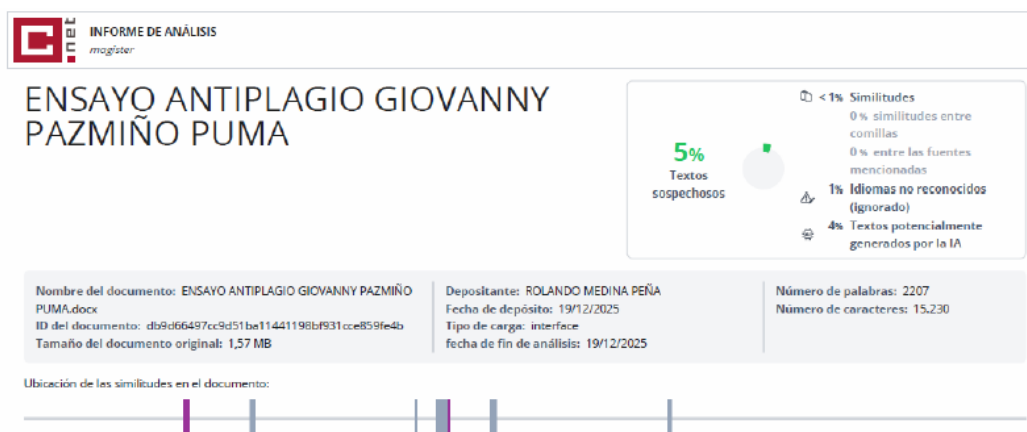 C
.net
INFORME DE ANÁLISIS
magister
ENSAYO ANTIPLAGIO GIOVANNY
PAZMIÑO PUMA
5%
Textos
sospechosos
<1% Similitudes
0% similitudes entre
comillas
0% entre las fuentes
mencionadas
1% Idiomas no reconocidos
(ignorado)
4% Textos potencialmente
generados por la IA
Nombre del documento: ENSAYO ANTIPLAGIO GIOVANNY PAZMIÑO
PUMA.docx
ID del documento: db9d66497cc9d51ba11441198bf931cce859fe4b
Tamaño del documento original: 1,57 MB
Depositante: ROLANDO MEDINA PEÑA
Fecha de depósito: 19/12/2025
Tipo de carga: interface
fecha de fin de análisis: 19/12/2025
Número de palabras: 2207
Número de caracteres: 15.230
Ubicación de las similitudes en el documento: